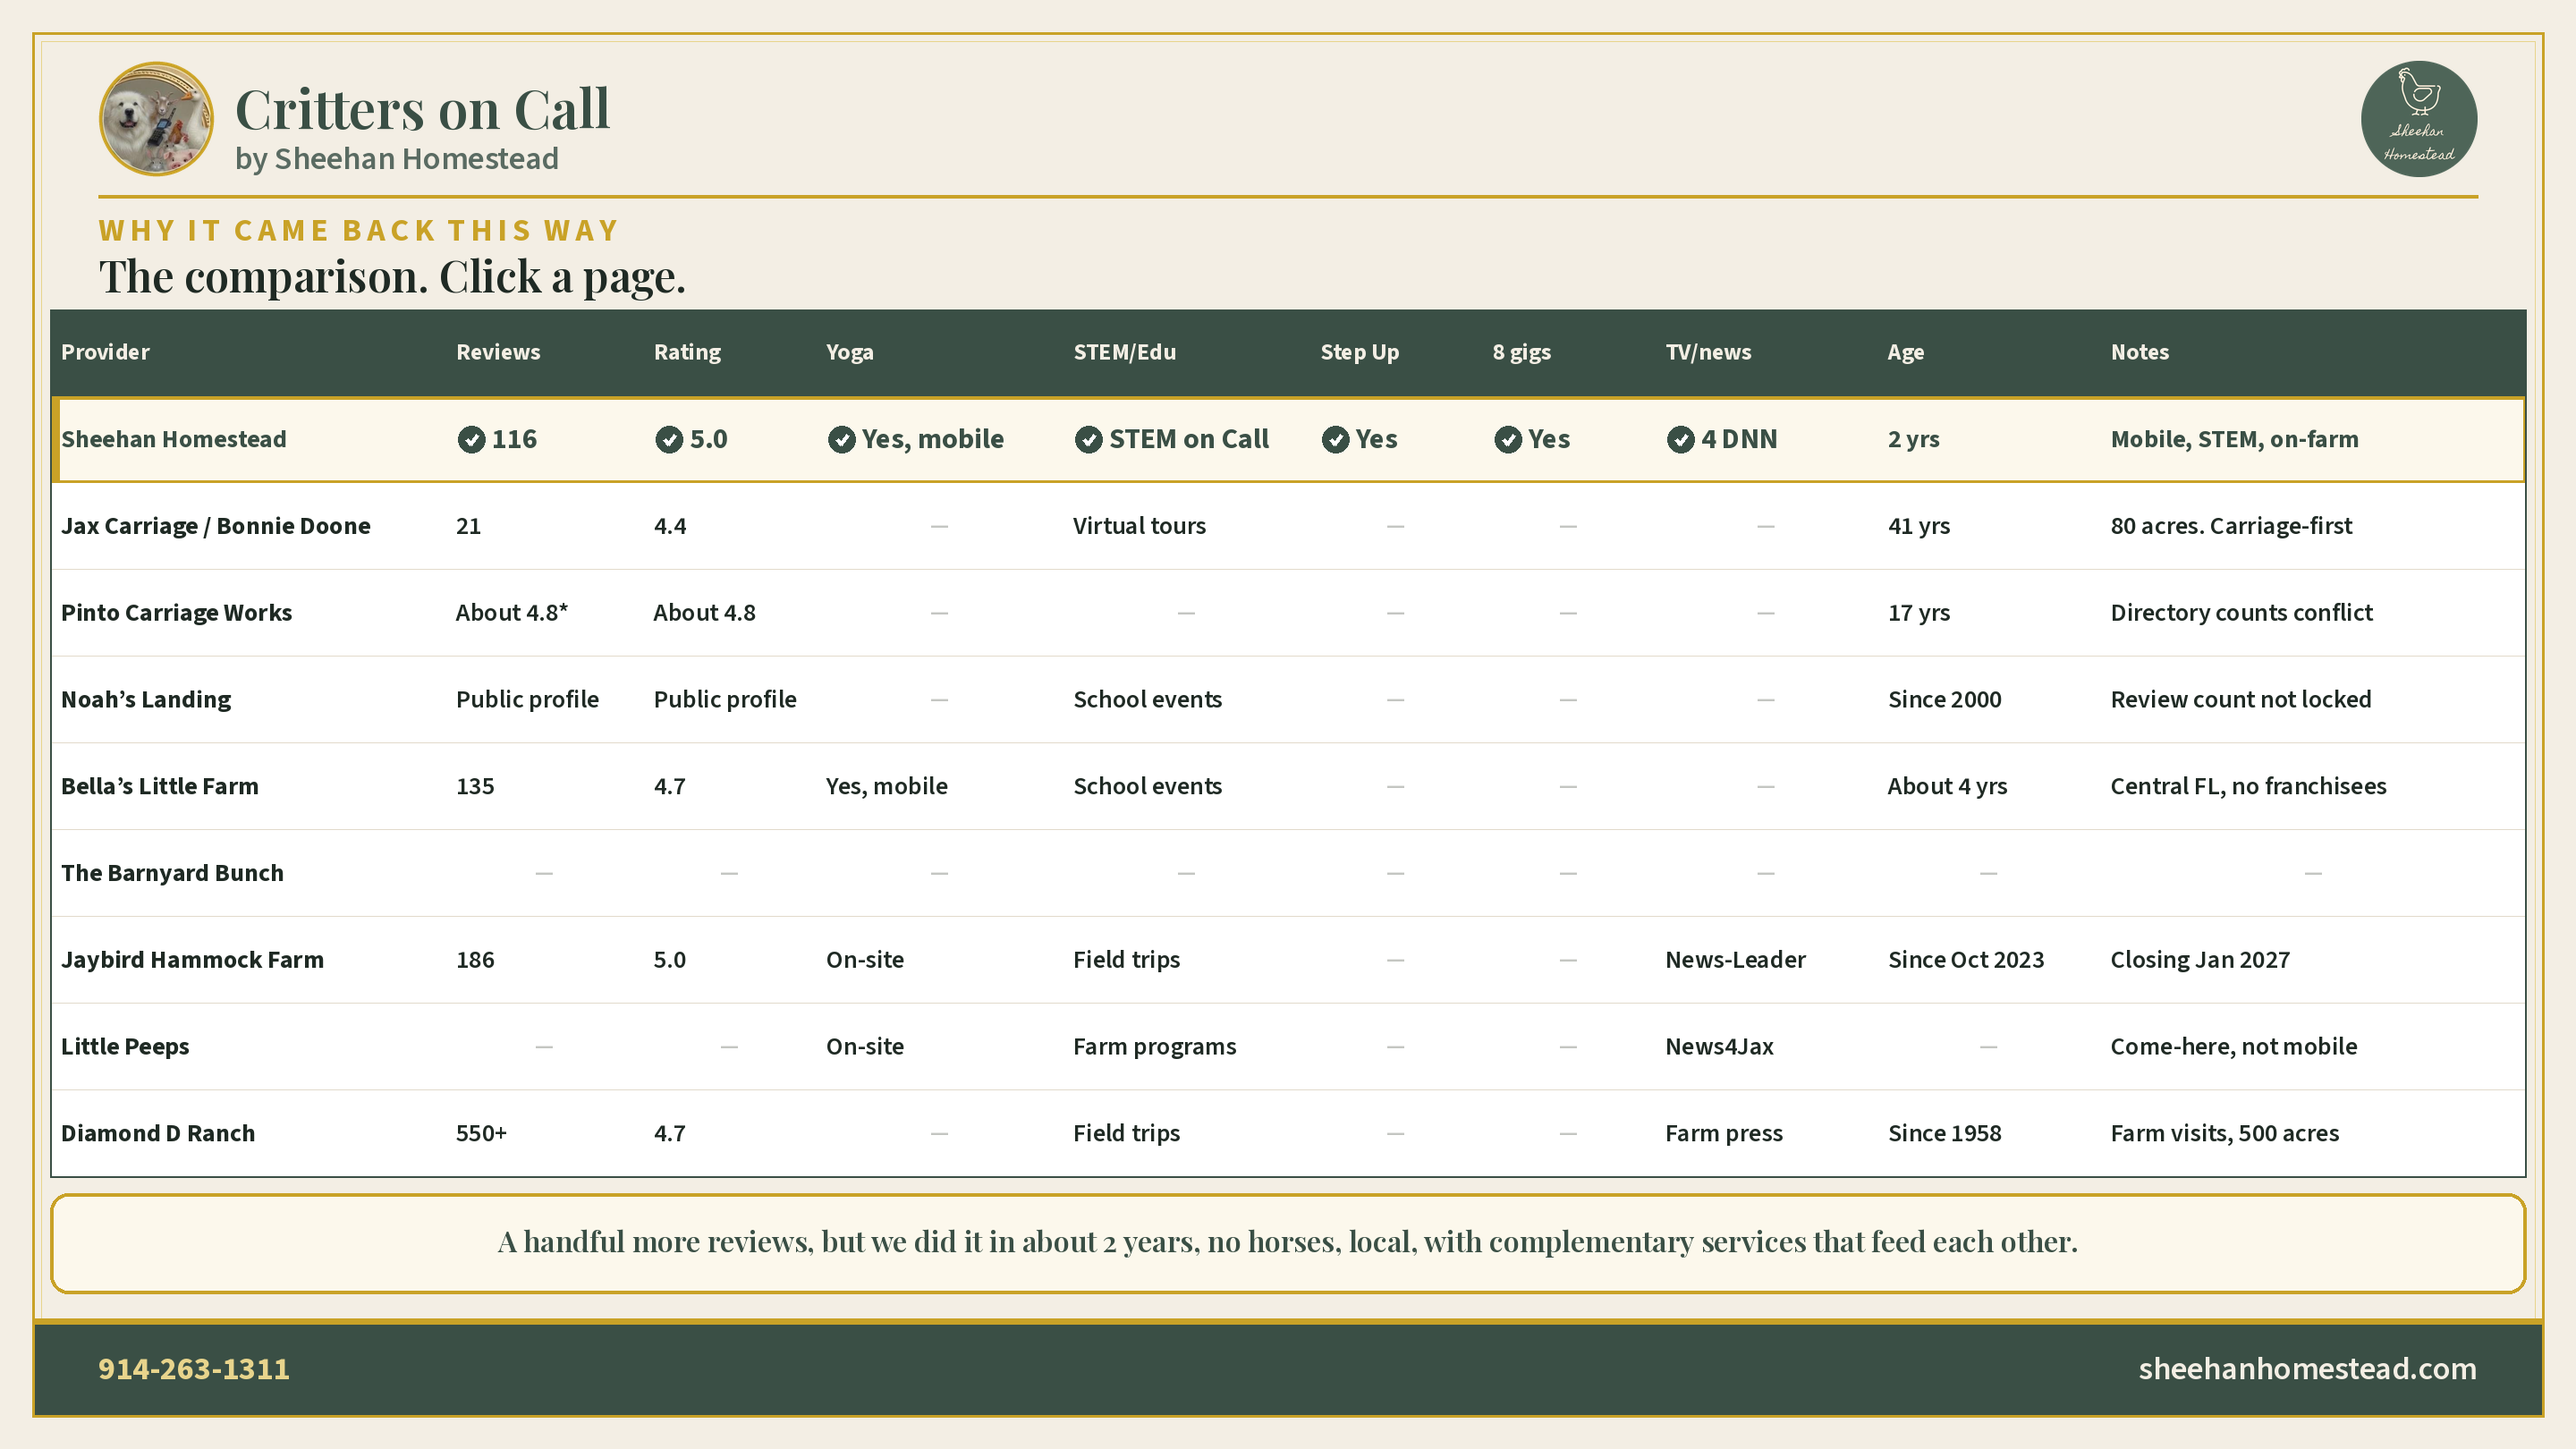 Critters on Call
by Sheehan Homestead
Sheehan
Homestead
WHY IT CAME BACK THIS WAY
The comparison. Click a page.
Provider Reviews Rating Yoga STEM/Edu Step Up 8 gigs TV/news Age Notes
Sheehan Homestead 116 5.0 Yes, mobile STEM on Call Yes Yes 4 DNN 2 yrs Mobile, STEM, on-farm
Jax Carriage / Bonnie Doone 21 4.4 — Virtual tours — — — 41 yrs 80 acres. Carriage-first
Pinto Carriage Works About 4.8* About 4.8 — — — — — 17 yrs Directory counts conflict
Noah’s Landing Public profile Public profile — School events — — — Since 2000 Review count not locked
Bella’s Little Farm 135 4.7 Yes, mobile School events — — — About 4 yrs Central FL, no franchisees
The Barnyard Bunch — — — — — — — — —
Jaybird Hammock Farm 186 5.0 On-site Field trips — — News-Leader Since Oct 2023 Closing Jan 2027
Little Peeps — — On-site Farm programs — — News4Jax — Come-here, not mobile
Diamond D Ranch 550+ 4.7 — Field trips — — Farm press Since 1958 Farm visits, 500 acres
A handful more reviews, but we did it in about 2 years, no horses, local, with complementary services that feed each other.
914-263-1311
sheehanhomestead.com